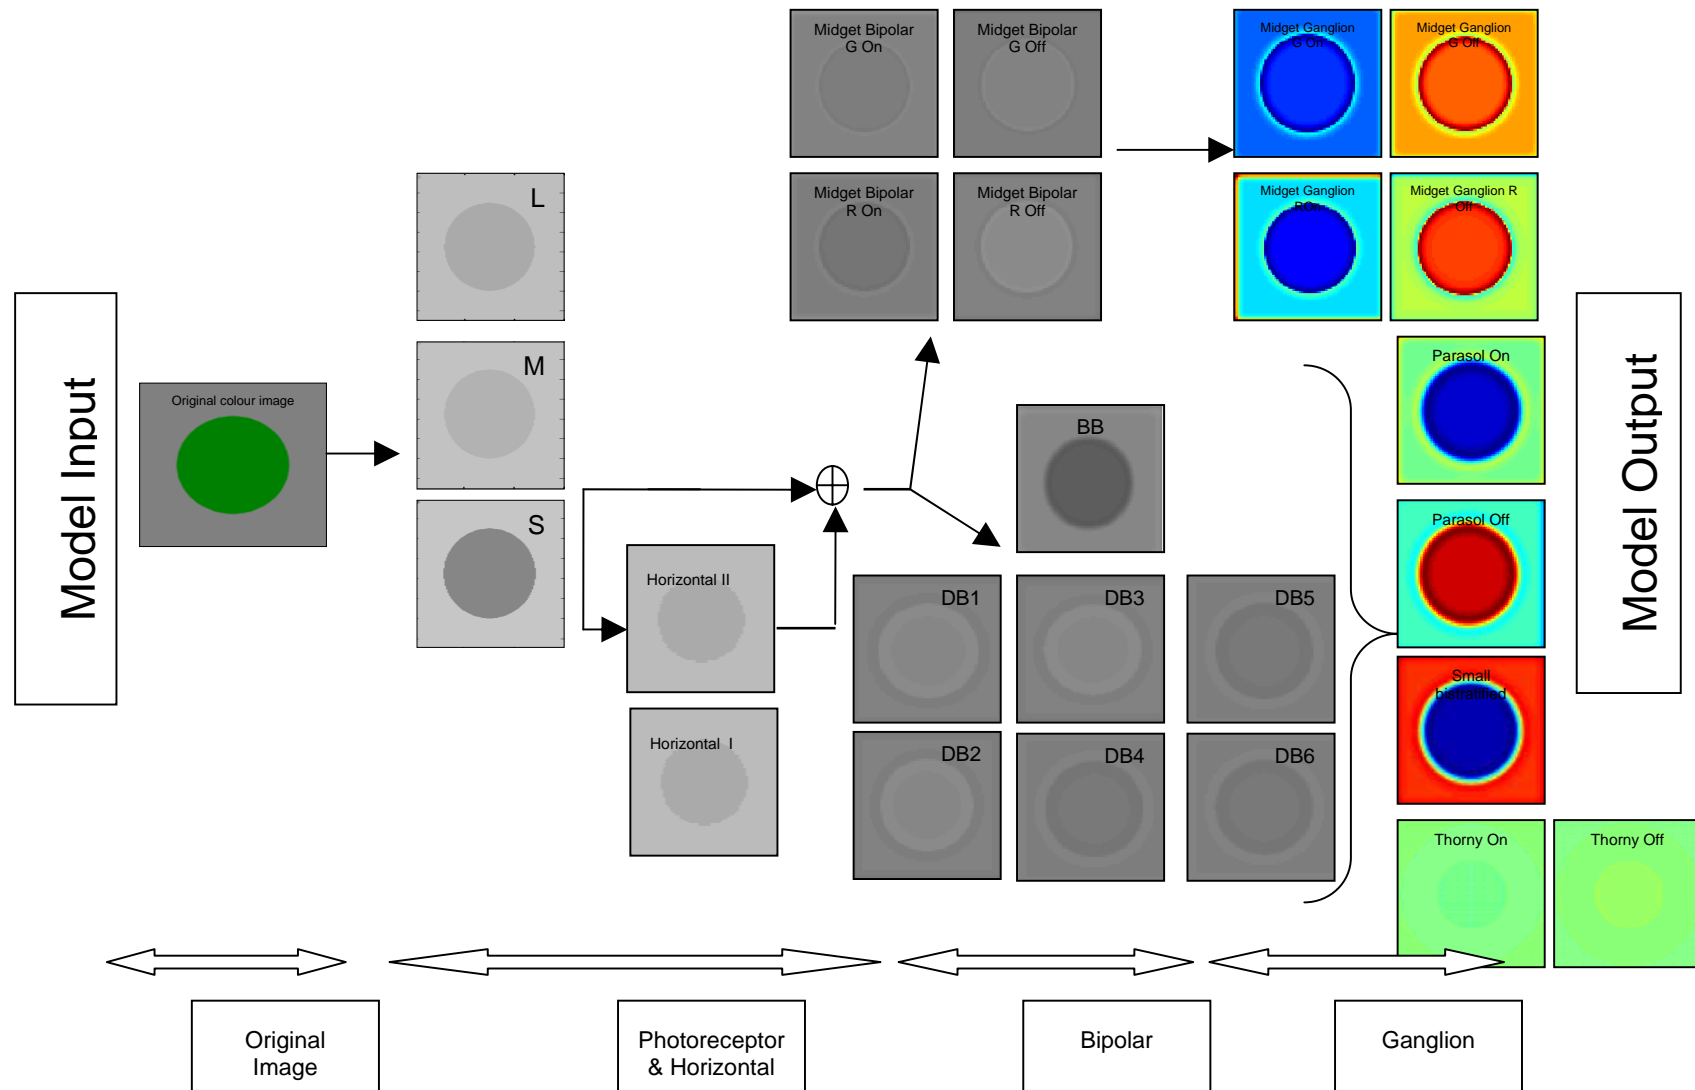 Model Input
Original colour image
L
M
S
Horizontal II
Horizontal I
Midget Bipolar
G On
Midget Bipolar
G Off
Midget Bipolar
R On
Midget Bipolar
R Off
BB
DB1
DB3
DB5
DB2
DB4
DB6
Midget Ganglion
G On
Midget Ganglion
G Off
Midget Ganglion
ROn
Midget Ganglion R
Off
Parasol On
Parasol Off
Small
bistratified
Thorny On
Thorny Off
Model Output
Original
Image
Photoreceptor
& Horizontal
Bipolar
Ganglion